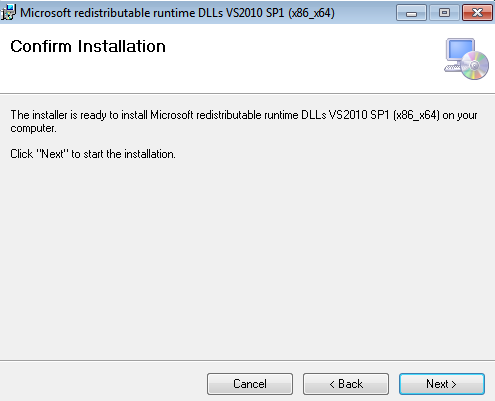 Microsoft redistributable runtime DLLs VS2010 SP1 (x86_x64)
Confirm Installation
The installer is ready to install Microsoft redistributable runtime DLLs VS2010 SP1 (x86_x64) on your
computer.
Click "Next" to start the installation.
Cancel
< Back
Next >